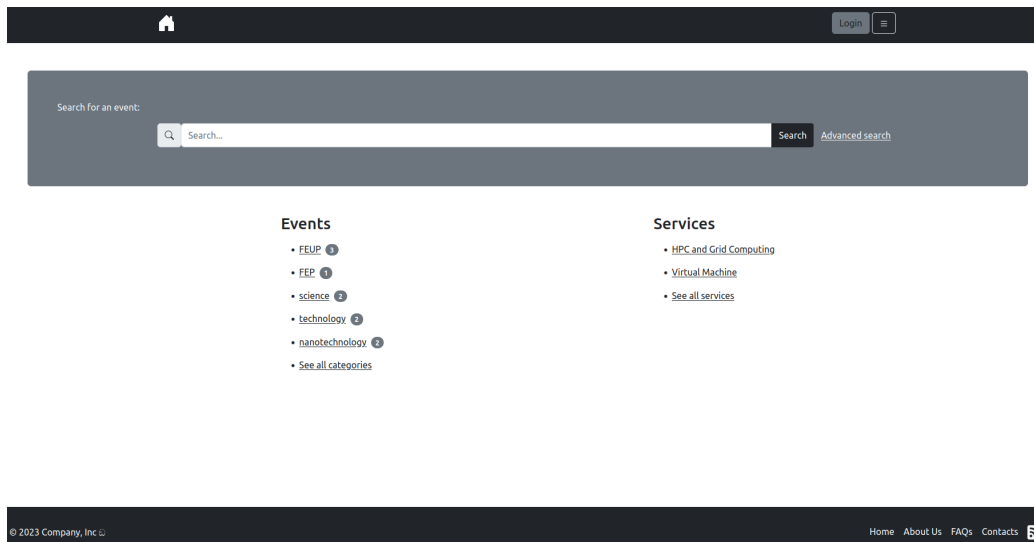 Login
Search for an event:
Search... Search Advanced search
Events
FEUP 3
FEP 1
science 2
technology 2
nanotechnology 2
See all categories
Services
HPC and Grid Computing
Virtual Machine
See all services
© 2023 Company, Inc
Home About Us FAQs Contacts